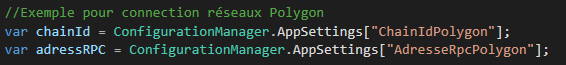 //Exemple pour connection réseaux Polygon
var chainId = ConfigurationManager.AppSettings["ChainIdPolygon"];
var adressRPC = ConfigurationManager.AppSettings["AdresseRpcPolygon"];